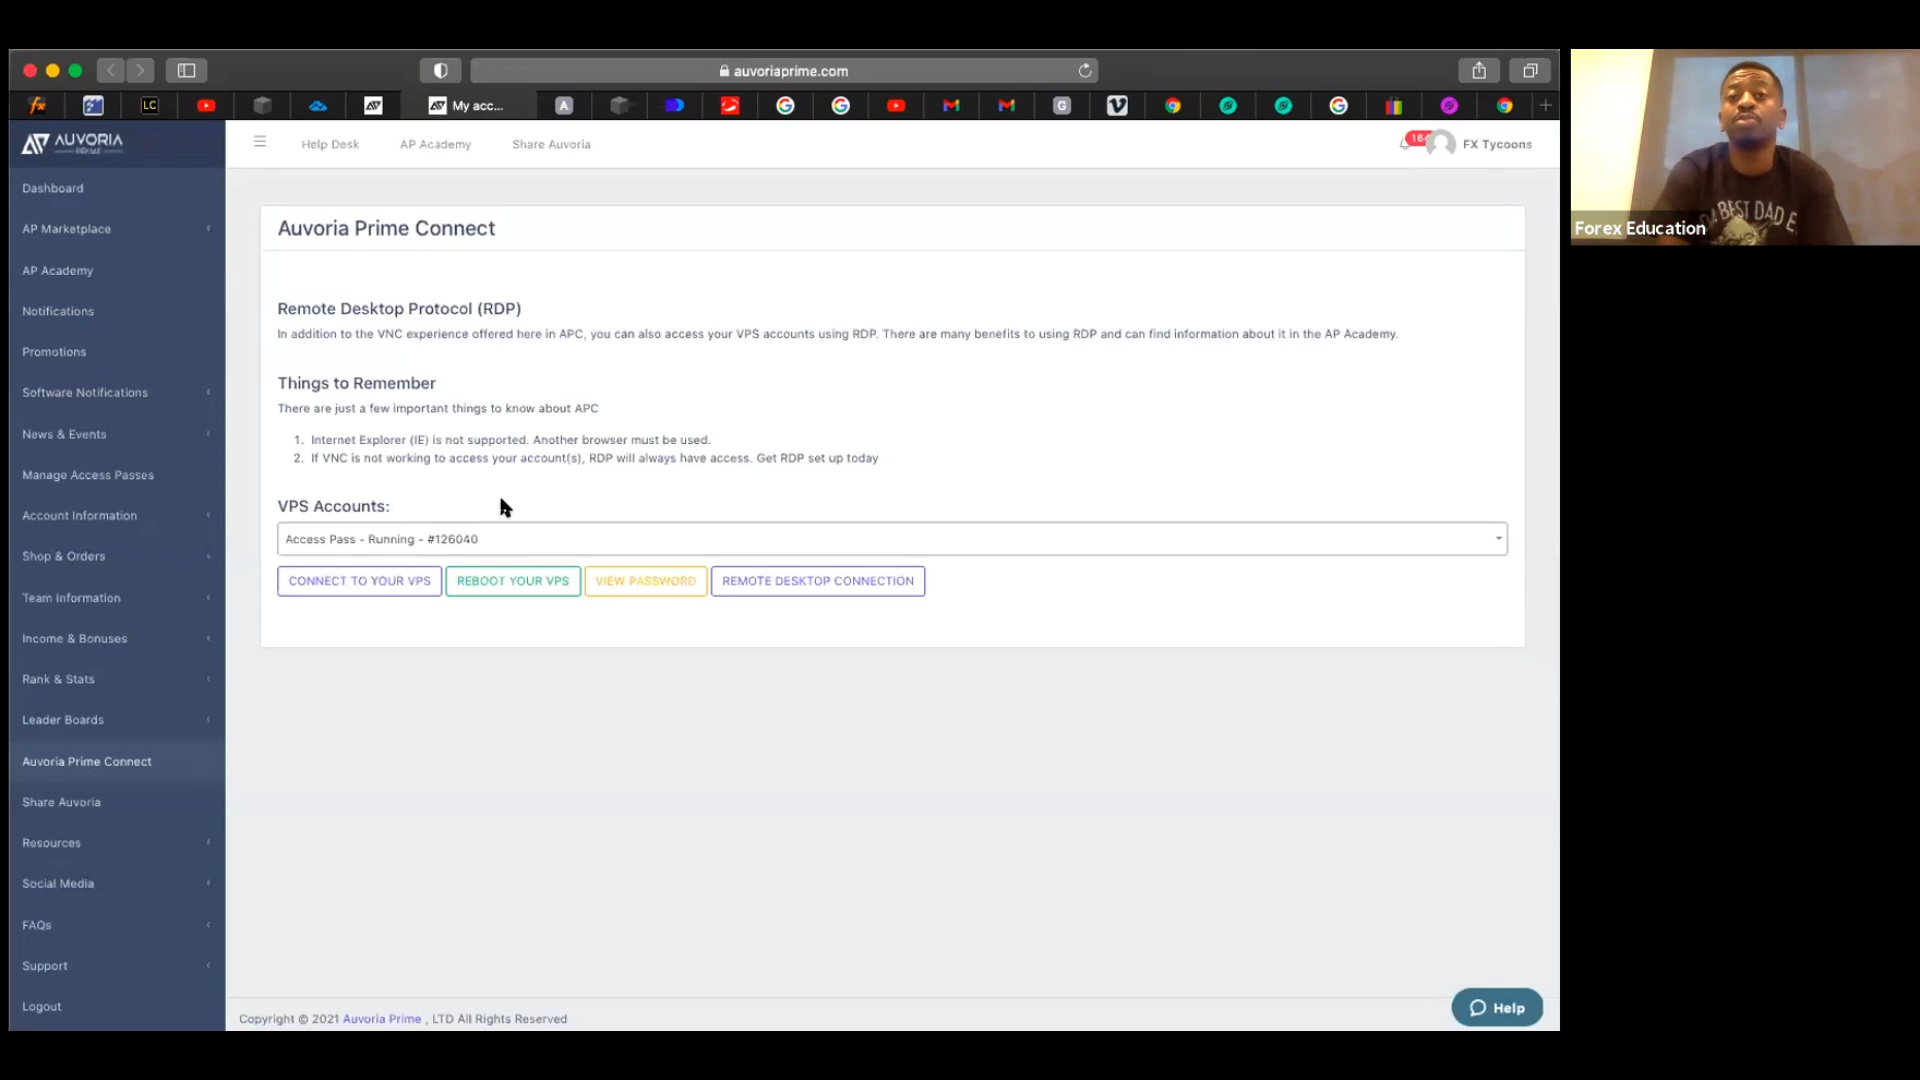 auvoriaprime.com
LC
My acc...
A
G
AUVORIA
PRIME
Help Desk
AP Academy
Share Auvoria
164
FX Tycoons
Dashboard
AP Marketplace
AP Academy
Notifications
Promotions
Software Notifications
News & Events
Manage Access Passes
Account Information
Shop & Orders
Team Information
Income & Bonuses
Rank & Stats
Leader Boards
Auvoria Prime Connect
Share Auvoria
Resources
Social Media
FAQs
Support
Logout
Auvoria Prime Connect
Remote Desktop Protocol (RDP)
In addition to the VNC experience offered here in APC, you can also access your VPS accounts using RDP. There are many benefits to using RDP and can find information about it in the AP Academy.
Things to Remember
There are just a few important things to know about APC
1. Internet Explorer (IE) is not supported. Another browser must be used.
2. If VNC is not working to access your account(s), RDP will always have access. Get RDP set up today
VPS Accounts:
Access Pass - Running - #126040
CONNECT TO YOUR VPS
REBOOT YOUR VPS
VIEW PASSWORD
REMOTE DESKTOP CONNECTION
Copyright © 2021 Auvoria Prime , LTD All Rights Reserved
Help
BEST DAD E
Forex Education